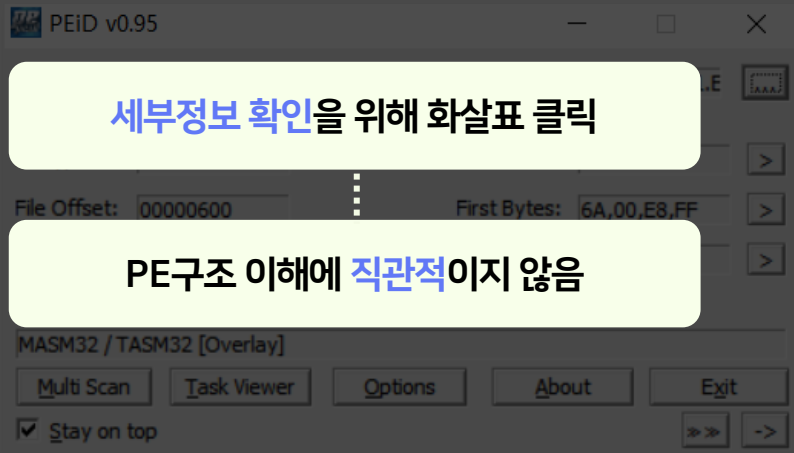 PEiD v0.95
세부정보 확인을 위해 화살표 클릭
.E ...
>
File Offset: 00000600 First Bytes: 6A,00,E8,FF >
PE구조 이해에 직관적이지 않음
>
MASM32 / TASM32 [Overlay]
Multi Scan Task Viewer Options About Exit
Stay on top >> ->